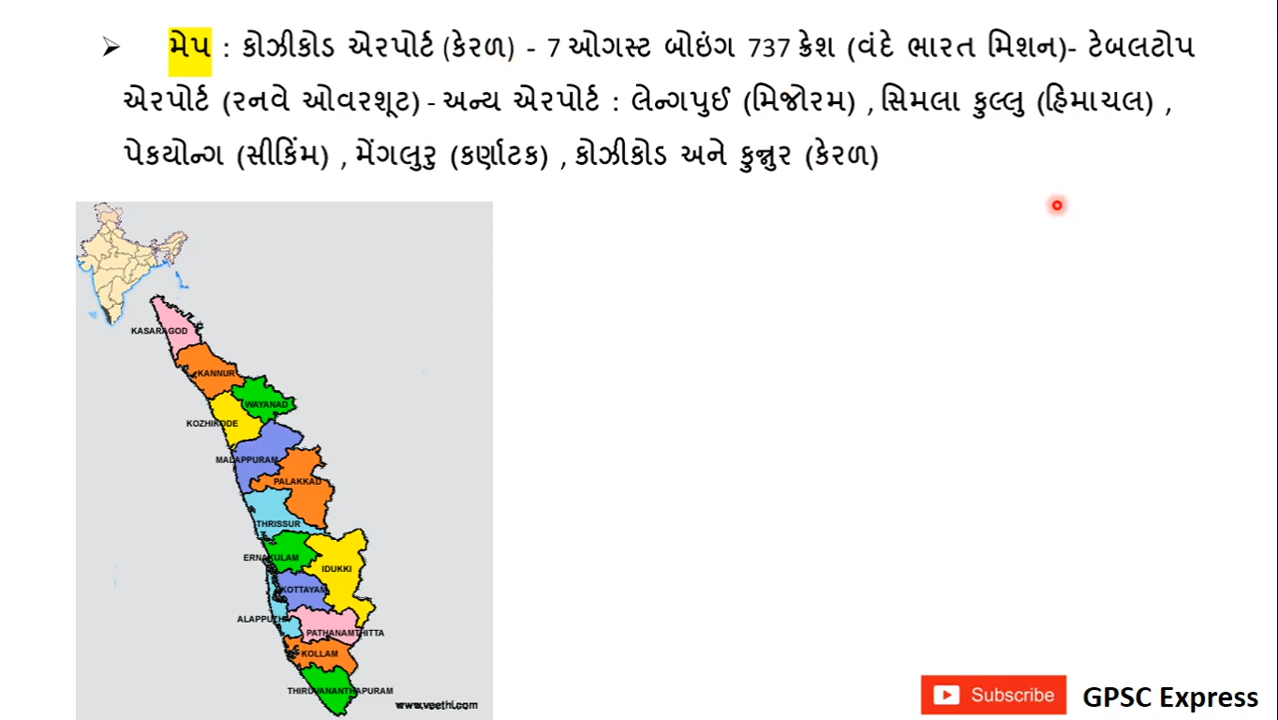 ➢ મેપ : કોઝીકોડ એરપોર્ટ (કેરળ) - 7 ઓગસ્ટ બોઇંગ 737 ક્રેશ (વંદે ભારત મિશન)- ટેબલટોપ
એરપોર્ટ (રનવે ઓવરશૂટ) - અન્ય એરપોર્ટ : લેન્ગપુઈ (મિજોરમ) , સિમલા કુલ્લુ (હિમાચલ) ,
પેકયોન્ગ (સીકિંમ) , મેંગલુરુ (કર્ણાટક) , કોઝીકોડ અને કુન્નુર (કેરળ)
KASARAGOD
KANNUR
WAYANAD
KOZHIKODE
MALAPPURAM
PALAKKAD
THRISSUR
ERNAKULAM
IDUKKI
KOTTAYAM
ALAPPUZHA
PATHANAMTHITTA
KOLLAM
THIRUVANANTHAPURAM
www.veethi.com
Subscribe GPSC Express